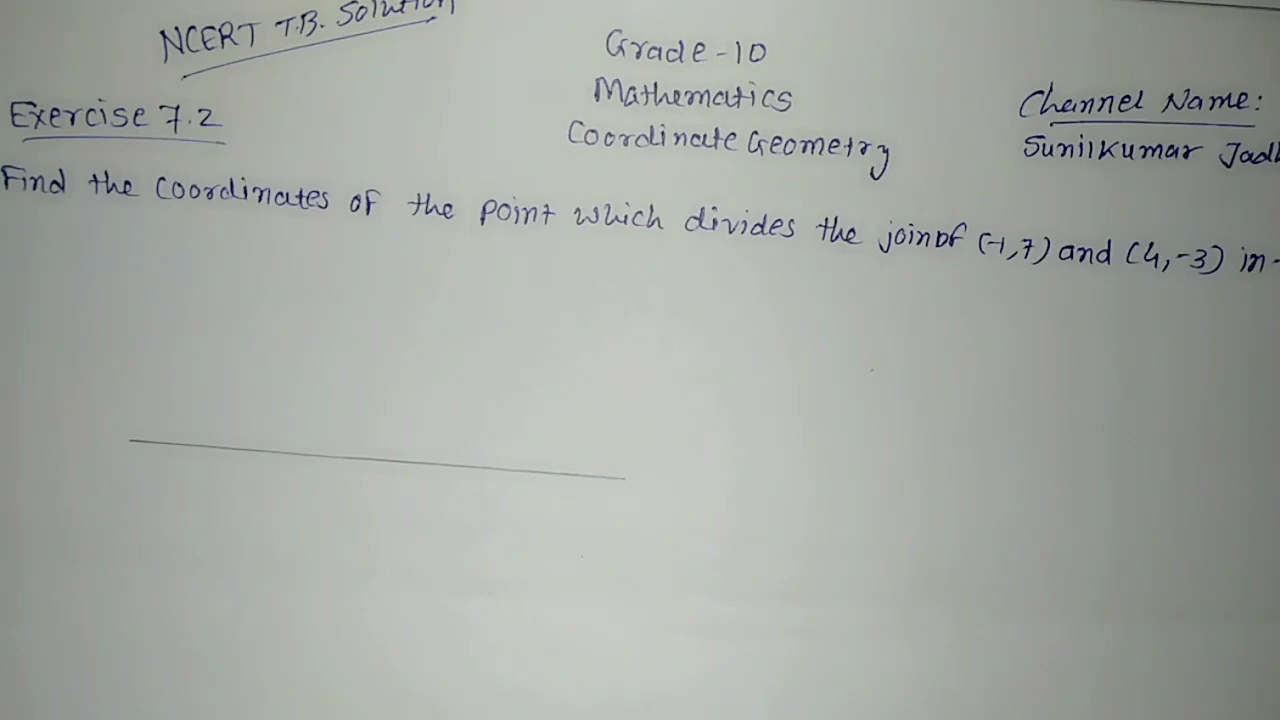 NCERT T.B. Solution
Grade-10
Mathematics
Coordinate Geometry
Channel Name:
Sunilkumar
Exercise 7.2
Find the coordinates of the point which divides the join of (-1,7) and (4,-3) in